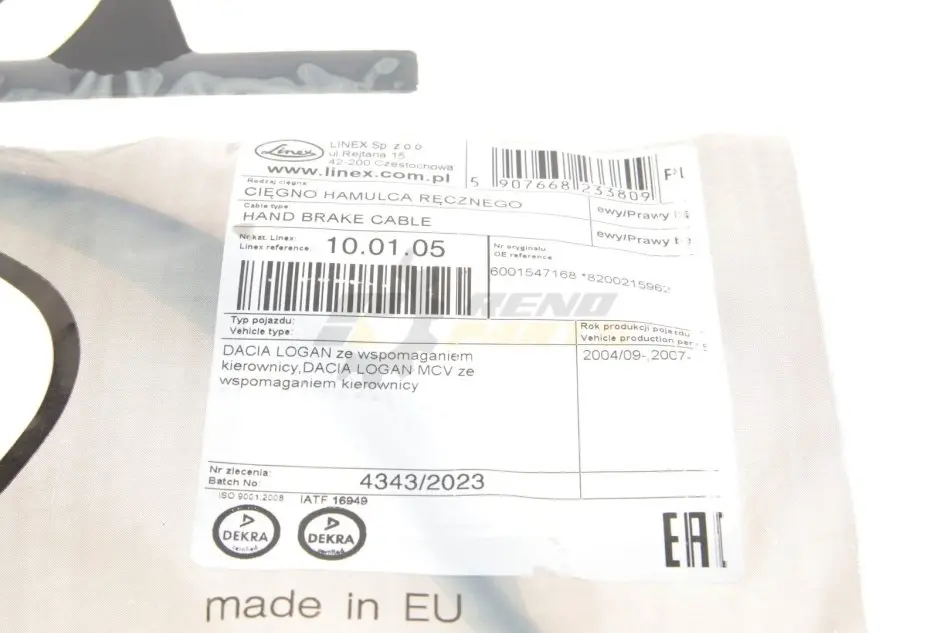 Linex
LINEX Sp. z o.o
ul. Rejtana 15
42-200 Częstochowa
www.linex.com.pl
5 907668 233809
Rodzaj cięgna:
CIĘGNO HAMULCA RĘCZNEGO
Cable type:
HAND BRAKE CABLE
ewy/Prawy
ewy/Prawy
Nr.kat. Linex:
Linex reference:
10.01.05
Nr oryginału
OE reference
6001547168 *8200215962
RENO
Typ pojazdu:
Vehicle type:
Rok produkcji pojazdu
Vehicle production
DACIA LOGAN ze wspomaganiem
kierownicy,DACIA LOGAN MCV ze
wspomaganiem kierownicy
2004/09-,2007-
Nr zlecenia:
Batch No:
4343/2023
ISO 9001:2008
IATF 16949
DEKRA
DEKRA
EAC
made in EU